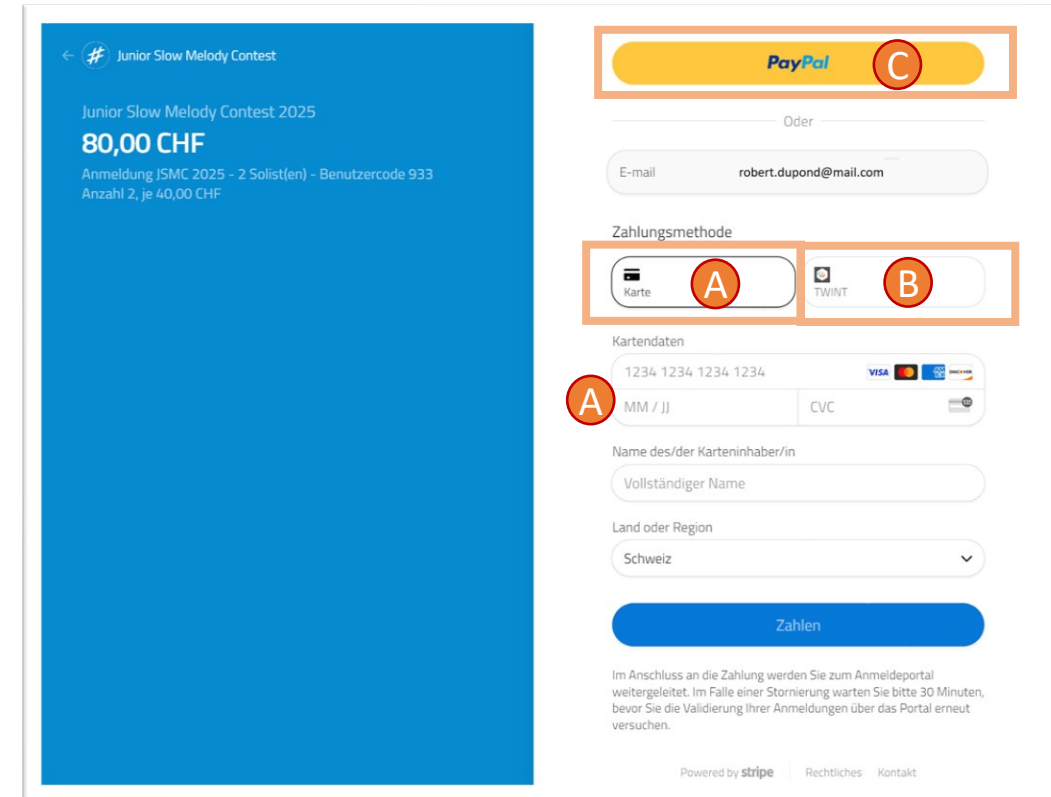 Junior Slow Melody Contest
Junior Slow Melody Contest 2025
80,00 CHF
Anmeldung JSMC 2025 - 2 Solist(en) - Benutzercode 933
Anzahl 2, je 40,00 CHF
PayPal C
Oder
E-mail robert.dupond@mail.com
Zahlungsmethode
Karte A
TWINT B
Kartendaten
1234 1234 1234 1234 VISA DISCOVER
A MM / JJ CVC
Name des/der Karteninhaber/in
Vollständiger Name
Land oder Region
Schweiz
Zahlen
Im Anschluss an die Zahlung werden Sie zum Anmeldeportal
weitergeleitet. Im Falle einer Stornierung warten Sie bitte 30 Minuten,
bevor Sie die Validierung Ihrer Anmeldungen über das Portal erneut
versuchen.
Powered by stripe Rechtliches Kontakt